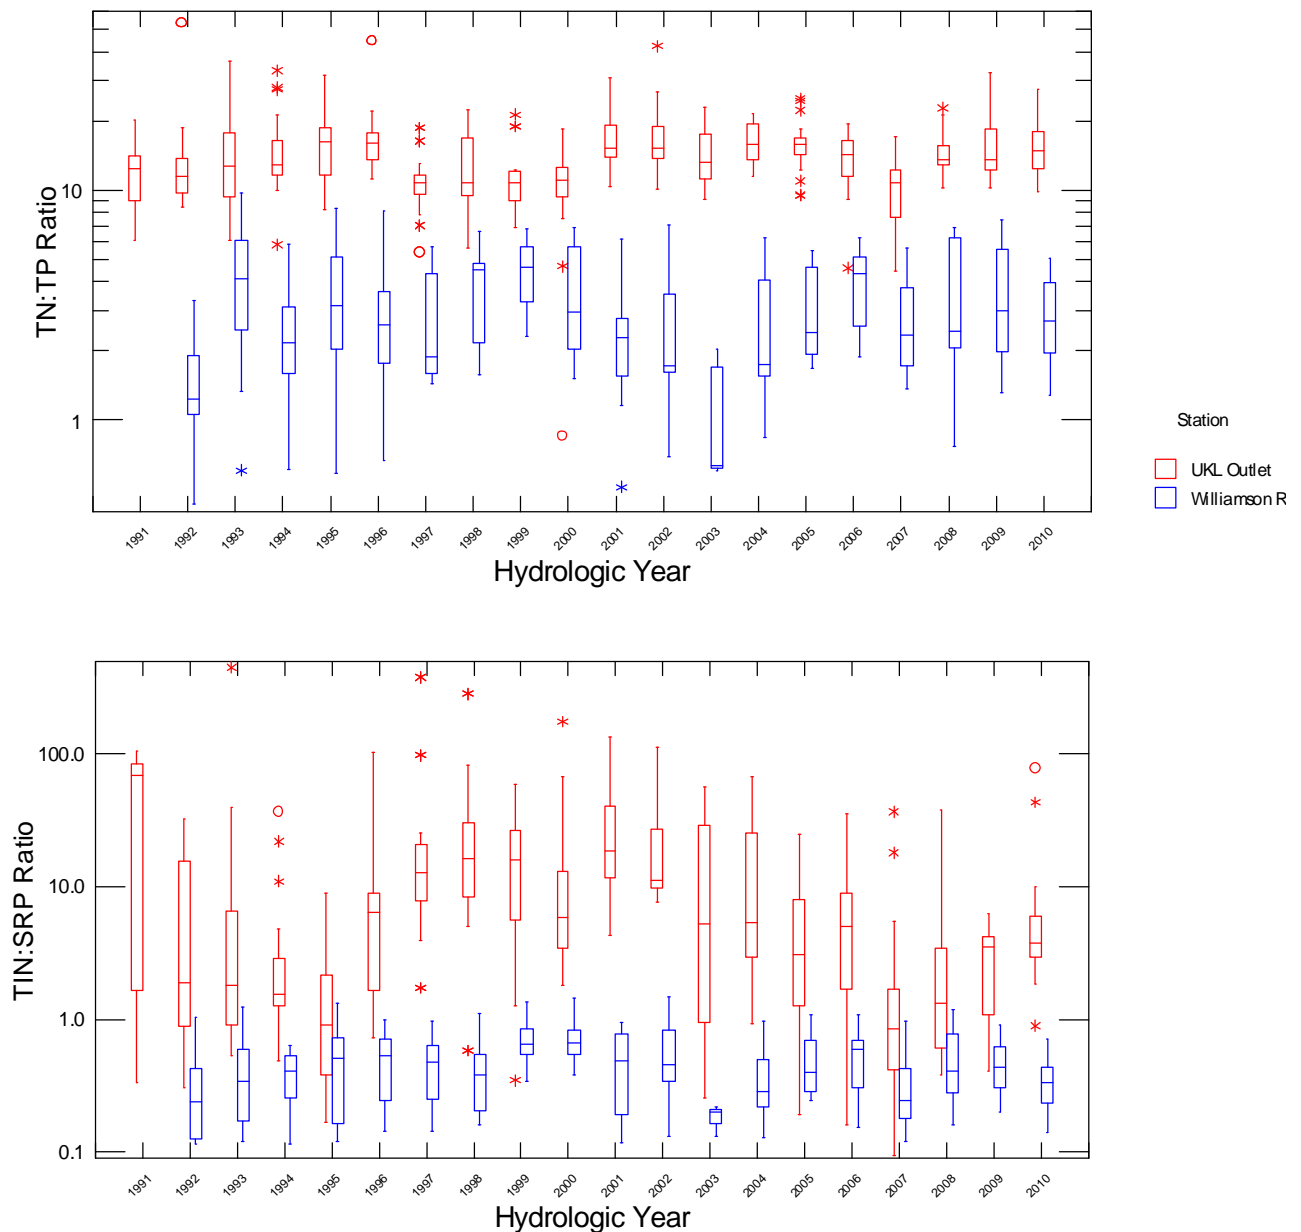 TN:TP Ratio
10
1
1991 1992 1993 1994 1995 1996 1997 1998 1999 2000 2001 2002 2003 2004 2005 2006 2007 2008 2009 2010
Hydrologic Year
Station
UKL Outlet
Williamson R
TIN:SRP Ratio
100.0
10.0
1.0
0.1
1991 1992 1993 1994 1995 1996 1997 1998 1999 2000 2001 2002 2003 2004 2005 2006 2007 2008 2009 2010
Hydrologic Year